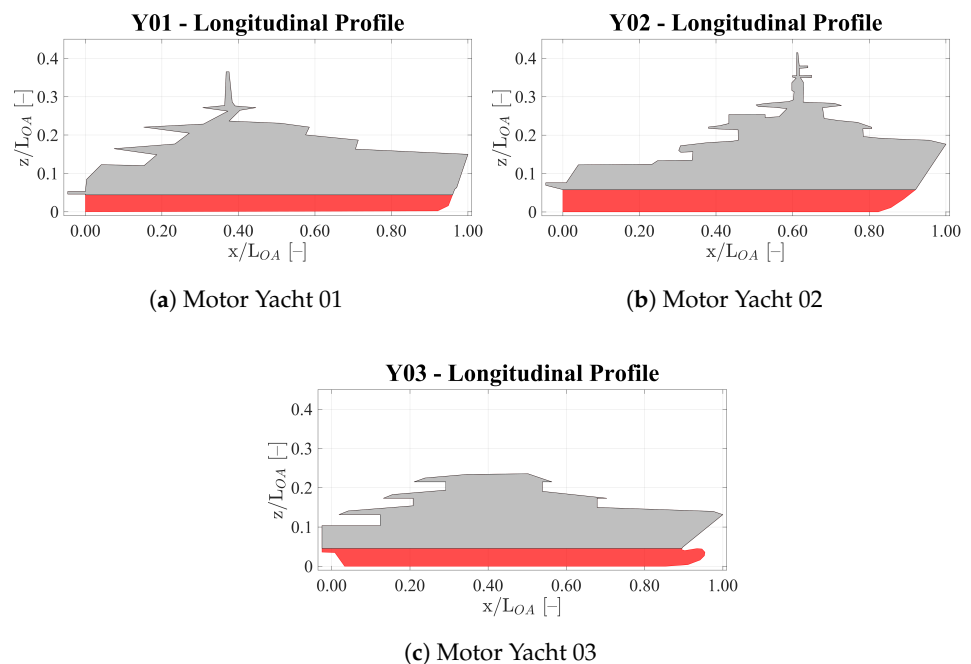 Y01 - Longitudinal Profile
z/L_OA [–]
0.4
0.3
0.2
0.1
0
0.00 0.20 0.40 0.60 0.80 1.00
x/L_OA [–]
(a) Motor Yacht 01
Y02 - Longitudinal Profile
z/L_OA [–]
0.4
0.3
0.2
0.1
0
0.00 0.20 0.40 0.60 0.80 1.00
x/L_OA [–]
(b) Motor Yacht 02
Y03 - Longitudinal Profile
z/L_OA [–]
0.4
0.3
0.2
0.1
0
0.00 0.20 0.40 0.60 0.80 1.00
x/L_OA [–]
(c) Motor Yacht 03